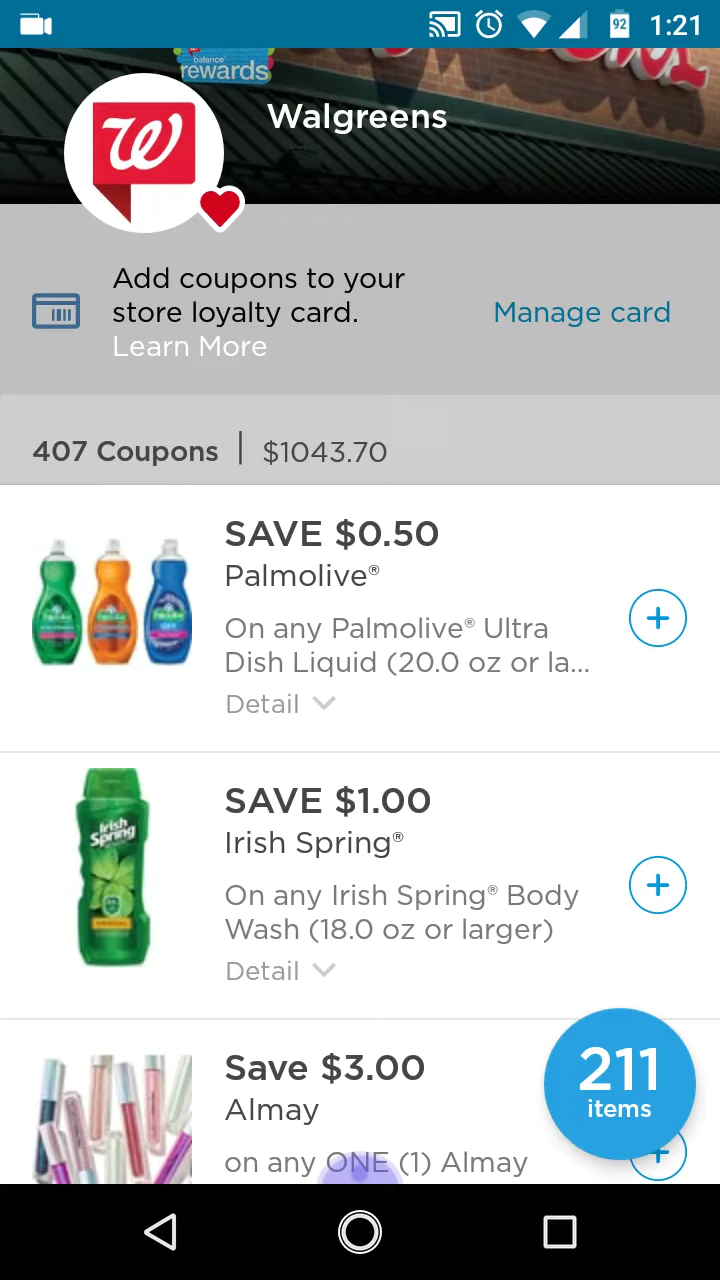 92 1:21
balance
rewards
Walgreens
W
Add coupons to your
store loyalty card.
Manage card
Learn More
407 Coupons | $1043.70
SAVE $0.50
Palmolive®
On any Palmolive® Ultra
Dish Liquid (20.0 oz or la...
Detail
SAVE $1.00
Irish Spring®
Irish
Spring
On any Irish Spring® Body
Wash (18.0 oz or larger)
Detail
Save $3.00
Almay
on any ONE (1) Almay
211
items